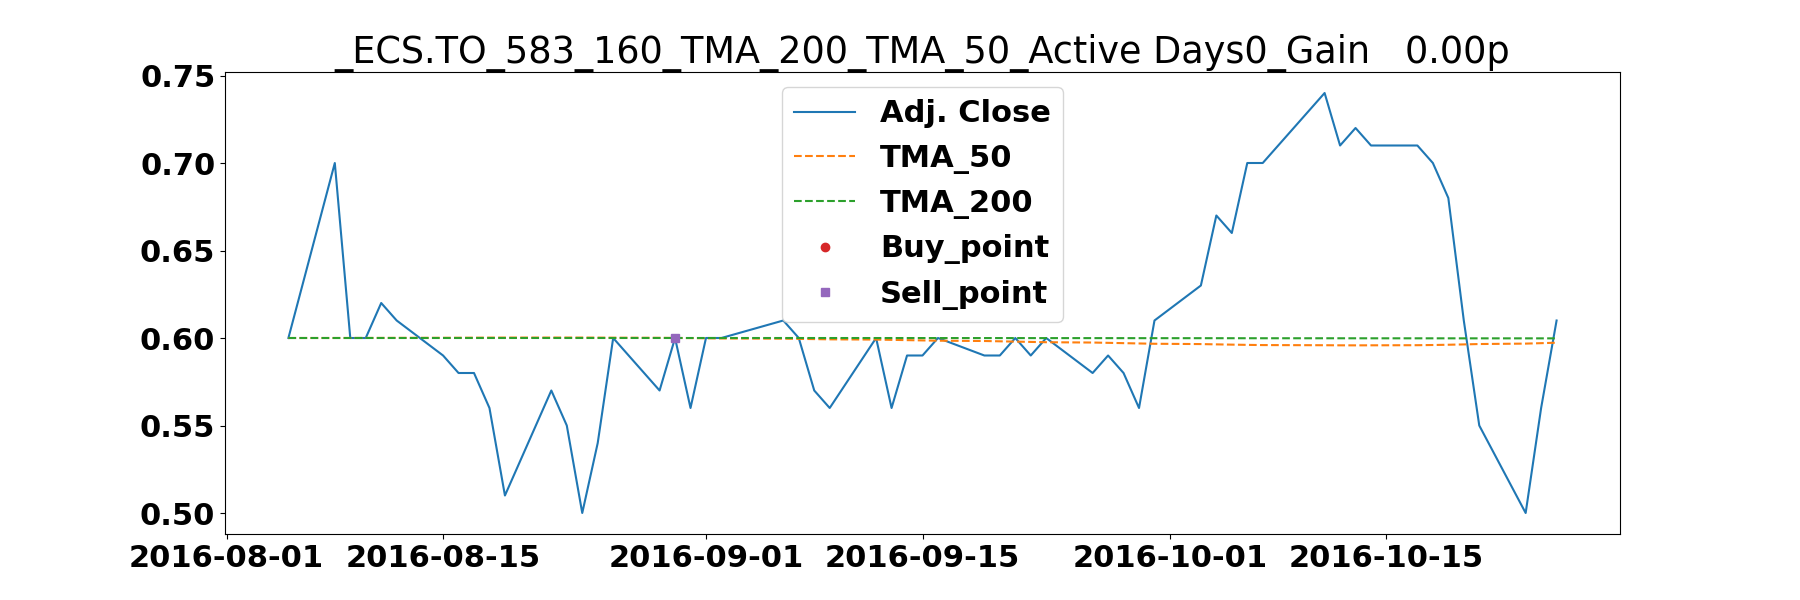 _ECS.TO_583_160_TMA_200_TMA_50_Active Days0_Gain   0.00p
0.75
0.70
0.65
0.60
0.55
0.50
Adj. Close
TMA_50
TMA_200
Buy_point
Sell_point
2016-08-01 2016-08-15 2016-09-01 2016-09-15 2016-10-01 2016-10-15